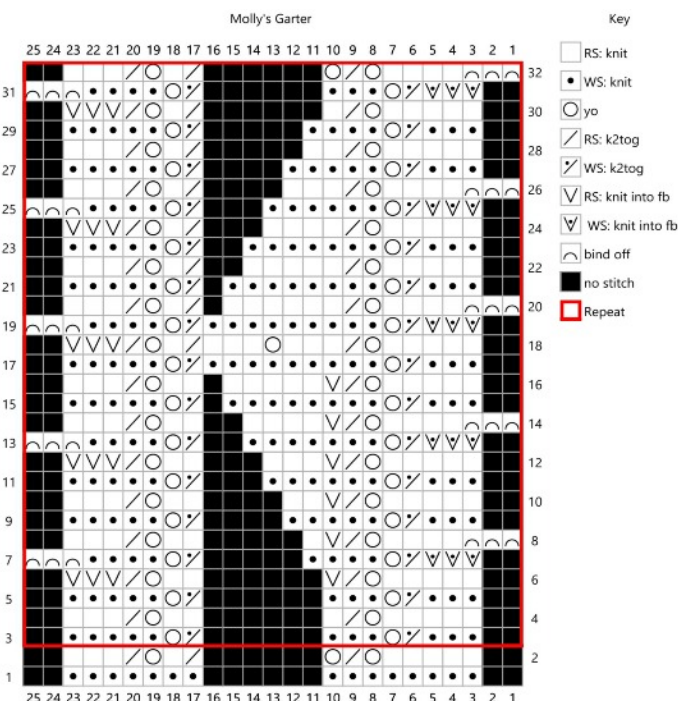 Molly's Garter
25 24 23 22 21 20 19 18 17 16 15 14 13 12 11 10 9 8 7 6 5 4 3 2 1
32
31
30
29
28
27
26
25
24
23
22
21
20
19
18
17
16
15
14
13
12
11
10
9
8
7
6
5
4
3
2
1
25 24 23 22 21 20 19 18 17 16 15 14 13 12 11 10 9 8 7 6 5 4 3 2 1
Key
RS: knit
WS: knit
yo
RS: k2tog
WS: k2tog
RS: knit into fb
WS: knit into fb
bind off
no stitch
Repeat